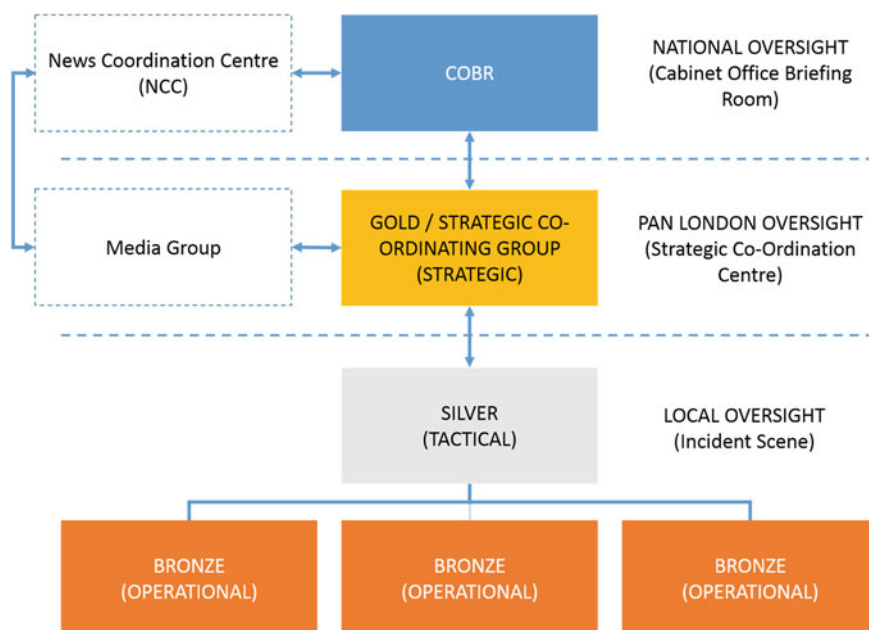 News Coordination Centre
(NCC)
COBR
NATIONAL OVERSIGHT
(Cabinet Office Briefing
Room)
Media Group
GOLD / STRATEGIC CO-
ORDINATING GROUP
(STRATEGIC)
PAN LONDON OVERSIGHT
(Strategic Co-Ordination
Centre)
SILVER
(TACTICAL)
LOCAL OVERSIGHT
(Incident Scene)
BRONZE
(OPERATIONAL)
BRONZE
(OPERATIONAL)
BRONZE
(OPERATIONAL)